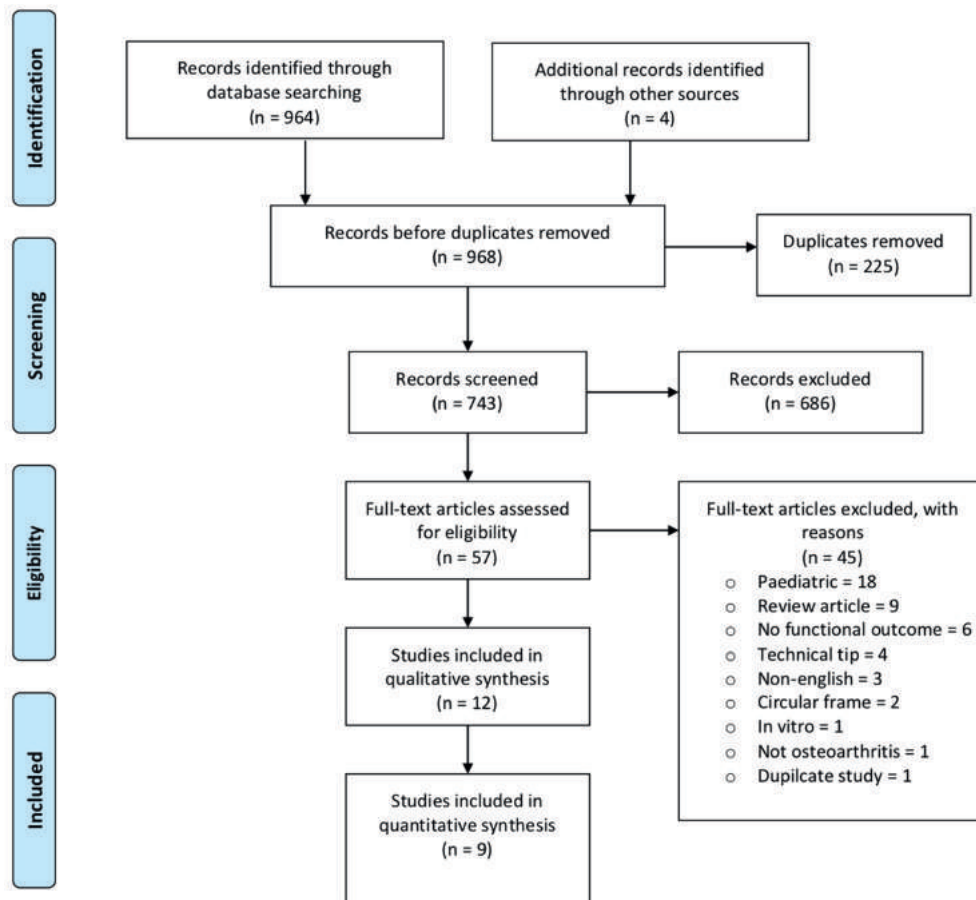 Identification
Records identified through
database searching
(n = 964)
Additional records identified
through other sources
(n = 4)
Records before duplicates removed
(n = 968)
Duplicates removed
(n = 225)
Screening
Records screened
(n = 743)
Records excluded
(n = 686)
Eligibility
Full-text articles assessed
for eligibility
(n = 57)
Full-text articles excluded, with
reasons
(n = 45)
o Paediatric = 18
o Review article = 9
o No functional outcome = 6
o Technical tip = 4
o Non-english = 3
o Circular frame = 2
o In vitro = 1
o Not osteoarthritis = 1
o Dupilcate study = 1
Studies included in
qualitative synthesis
(n = 12)
Included
Studies included in
quantitative synthesis
(n = 9)